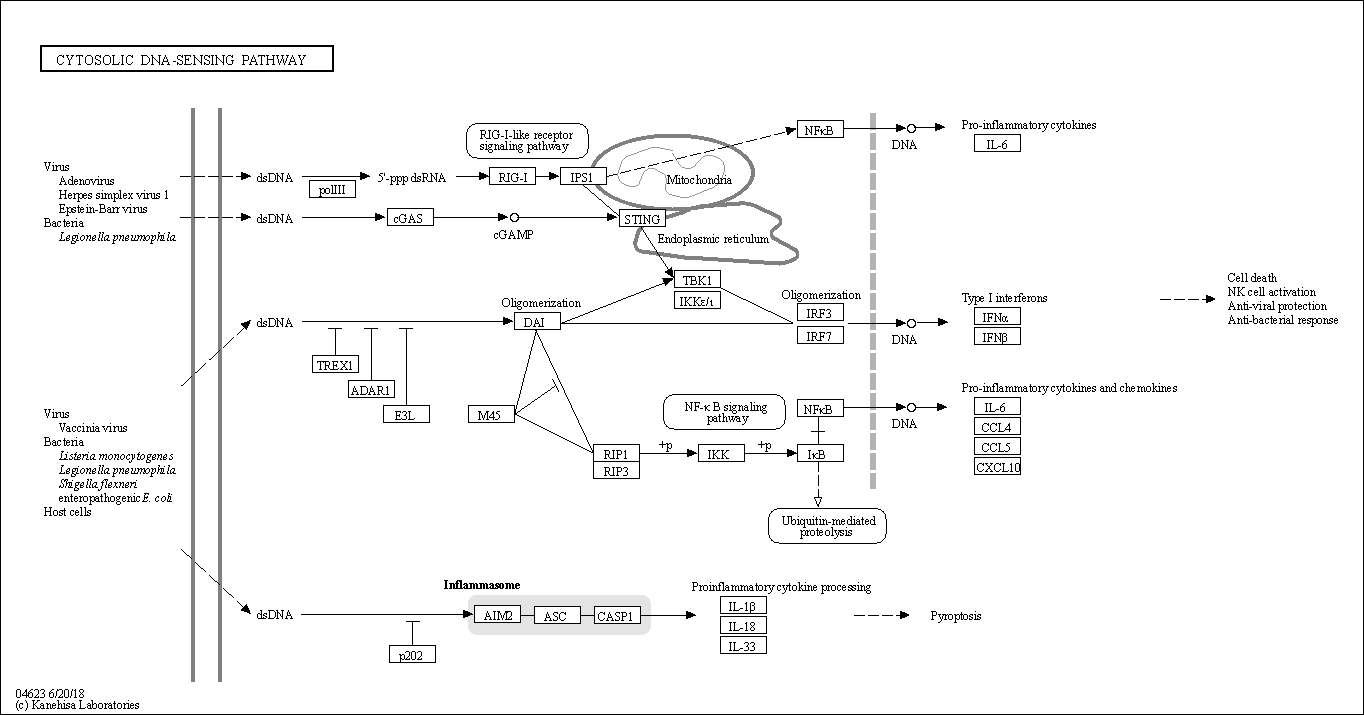 CYTOSOLIC DNA-SENSING PATHWAY
RIG-I-like receptor
signaling pathway
NFκB
DNA
Pro-inflammatory cytokines
IL-6
Virus
Adenovirus
Herpes simplex virus 1
Epstein-Barr virus
Bacteria
Legionella pneumophila
dsDNA
polIII
5'-ppp dsRNA
RIG-I
IPS1
Mitochondria
dsDNA
cGAS
cGAMP
STING
Endoplasmic reticulum
TBK1
IKKε/ι
Oligomerization
dsDNA
DAI
TREX1
ADAR1
E3L
Oligomerization
IRF3
IRF7
DNA
Type I interferons
IFNα
IFNβ
Cell death
NK cell activation
Anti-viral protection
Anti-bacterial response
M45
NF-κB signaling
pathway
NFκB
DNA
Pro-inflammatory cytokines and chemokines
IL-6
CCL4
CCL5
CXCL10
RIP1
RIP3
+p
IKK
+p
IκB
Ubiquitin-mediated
proteolysis
Virus
Vaccinia virus
Bacteria
Listeria monocytogenes
Legionella pneumophila
Shigella flexneri
enteropathogenic E. coli
Host cells
Inflammasome
dsDNA
p202
AIM2
ASC
CASP1
Proinflammatory cytokine processing
IL-1β
IL-18
IL-33
Pyroptosis
04623 6/20/18
(c) Kanehisa Laboratories